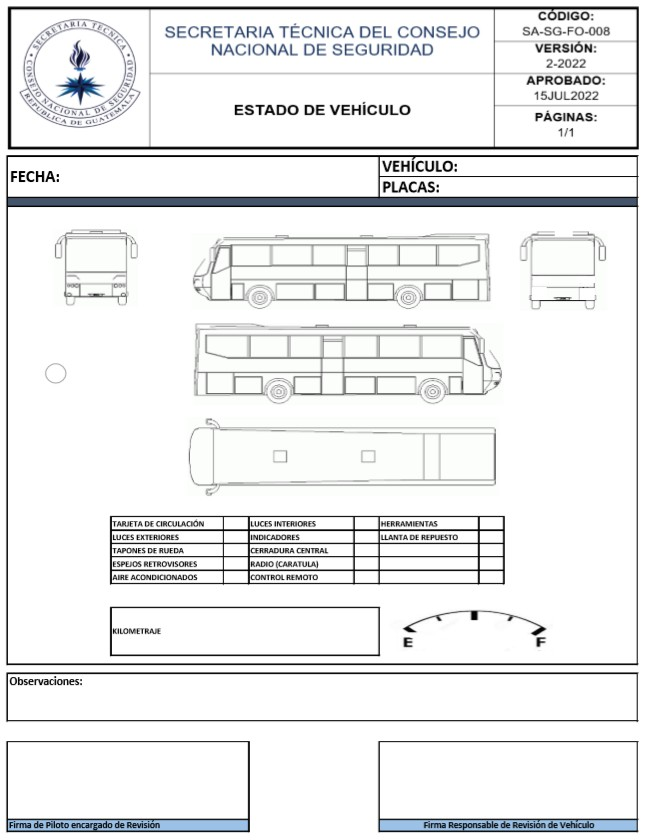 SECRETARIA TÉCNICA
CONSEJO NACIONAL DE SEGURIDAD
REPÚBLICA DE GUATEMALA
SECRETARIA TÉCNICA DEL CONSEJO
NACIONAL DE SEGURIDAD
ESTADO DE VEHÍCULO
CÓDIGO:
SA-SG-FO-008
VERSIÓN:
2-2022
APROBADO:
15JUL2022
PÁGINAS:
1/1
FECHA:
VEHÍCULO:
PLACAS:
TARJETA DE CIRCULACIÓN LUCES INTERIORES HERRAMIENTAS
LUCES EXTERIORES INDICADORES LLANTA DE REPUESTO
TAPONES DE RUEDA CERRADURA CENTRAL
ESPEJOS RETROVISORES RADIO (CARATULA)
AIRE ACONDICIONADOS CONTROL REMOTO
KILOMETRAJE
E F
Observaciones:
Firma de Piloto encargado de Revisión Firma Responsable de Revisión de Vehículo